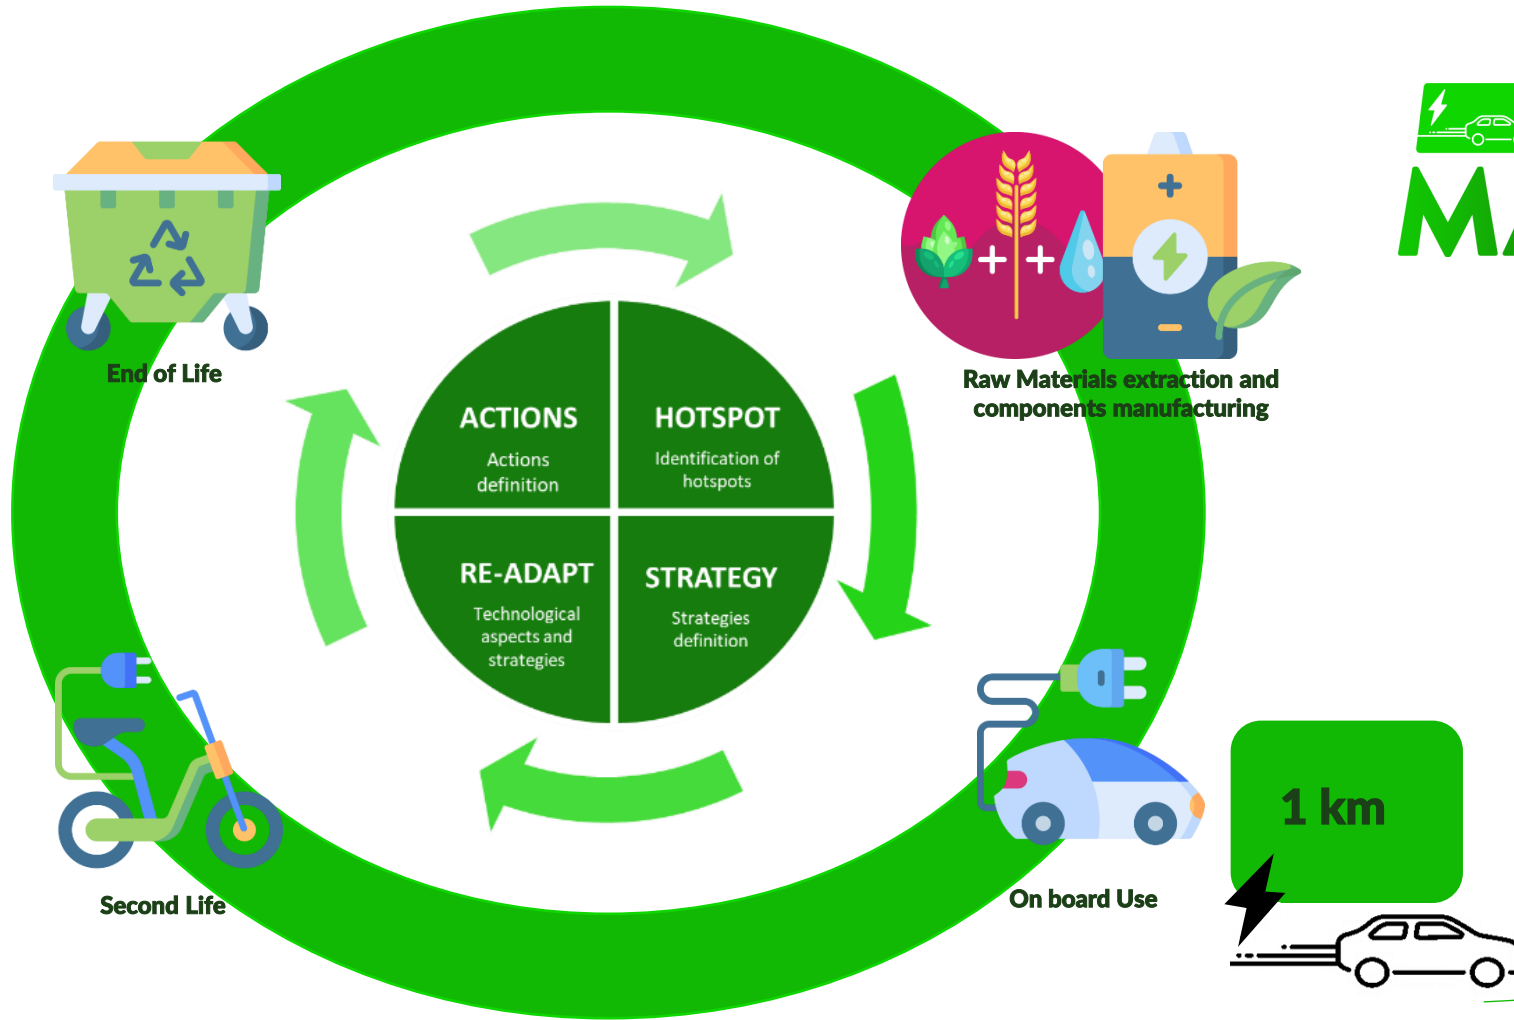 MA
End of Life
Raw Materials extraction and
components manufacturing
ACTIONS
Actions
definition
HOTSPOT
Identification of
hotspots
RE-ADAPT
Technological
aspects and
strategies
STRATEGY
Strategies
definition
1 km
Second Life
On board Use